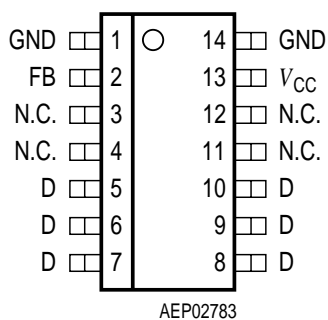 GND 1 14 GND
FB 2 13 VCC
N.C. 3 12 N.C.
N.C. 4 11 N.C.
D 5 10 D
D 6 9 D
D 7 8 D
AEP02783